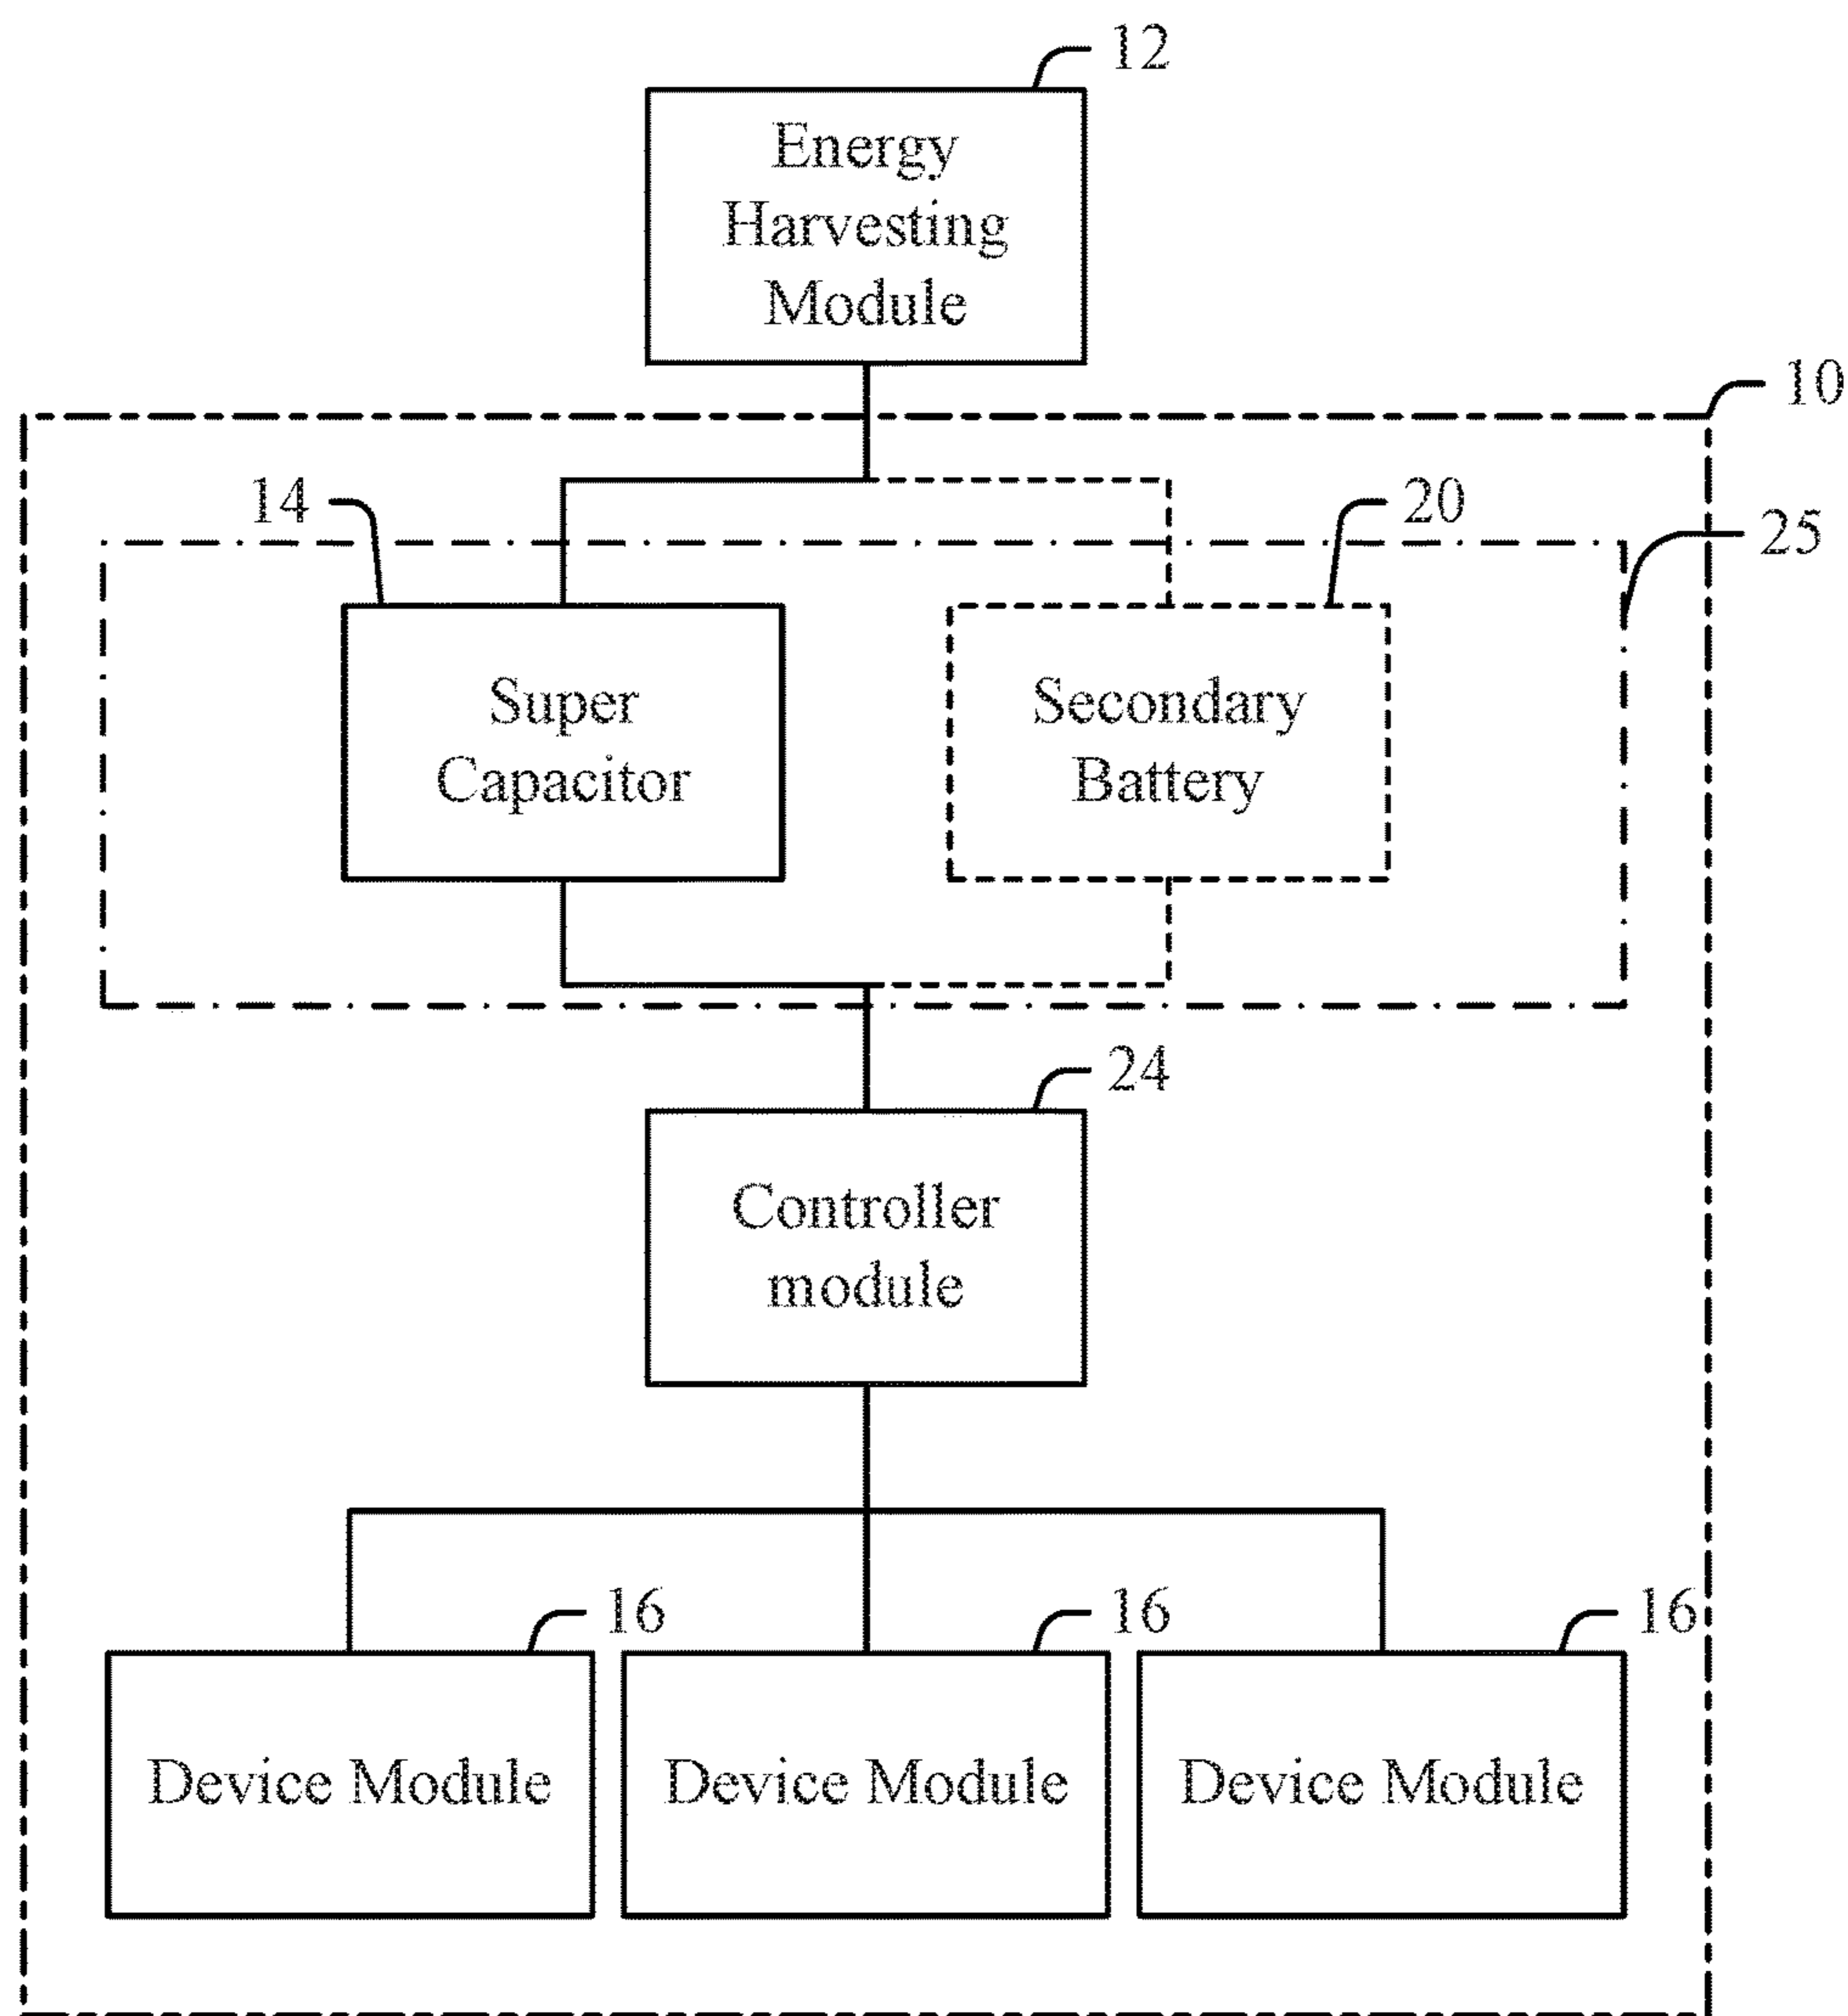 12
Energy
Harvesting
Module
10
14
20
25
Super
Capacitor
Secondary
Battery
24
Controller
module
16
16
16
Device Module
Device Module
Device Module